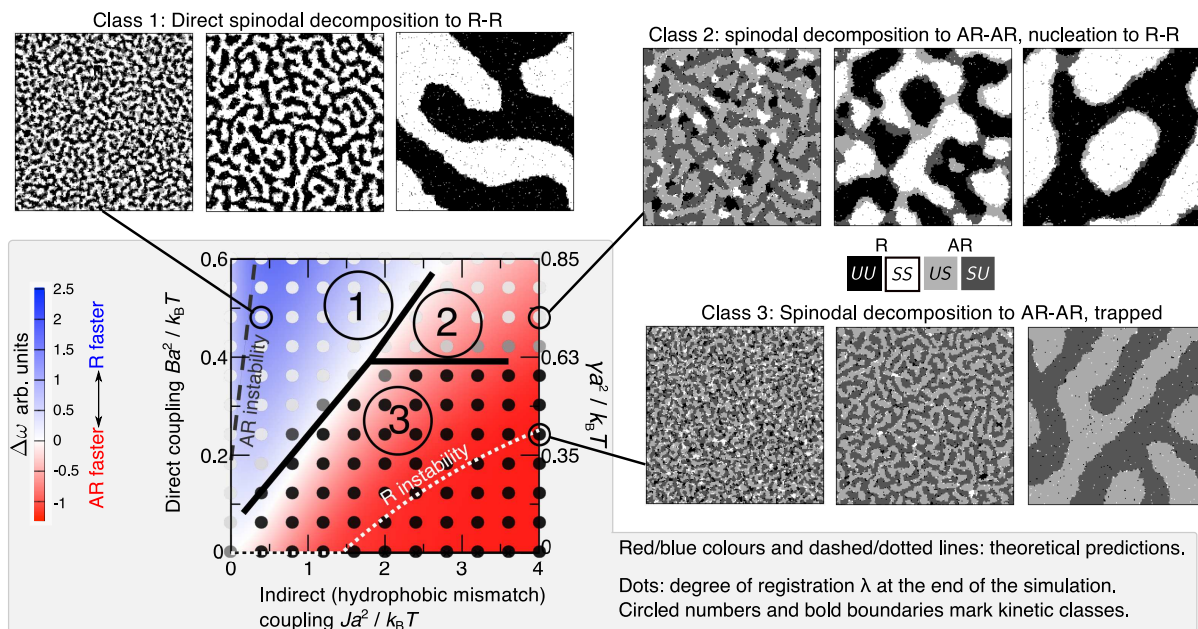 Class 1: Direct spinodal decomposition to R-R
Class 2: spinodal decomposition to AR-AR, nucleation to R-R
R AR
UU SS US SU
Class 3: Spinodal decomposition to AR-AR, trapped
Δω arb. units
2.5
2
1.5
1
0.5
0
-0.5
-1
AR faster
R faster
Direct coupling Ba² / k_BT
0.6
0.4
0.2
0
AR instability
R instability
1
2
3
0.85
0.63
0.35
0
γa² / k_BT
0 1 2 3 4
Indirect (hydrophobic mismatch)
coupling Ja² / k_BT
Red/blue colours and dashed/dotted lines: theoretical predictions.
Dots: degree of registration λ at the end of the simulation.
Circled numbers and bold boundaries mark kinetic classes.